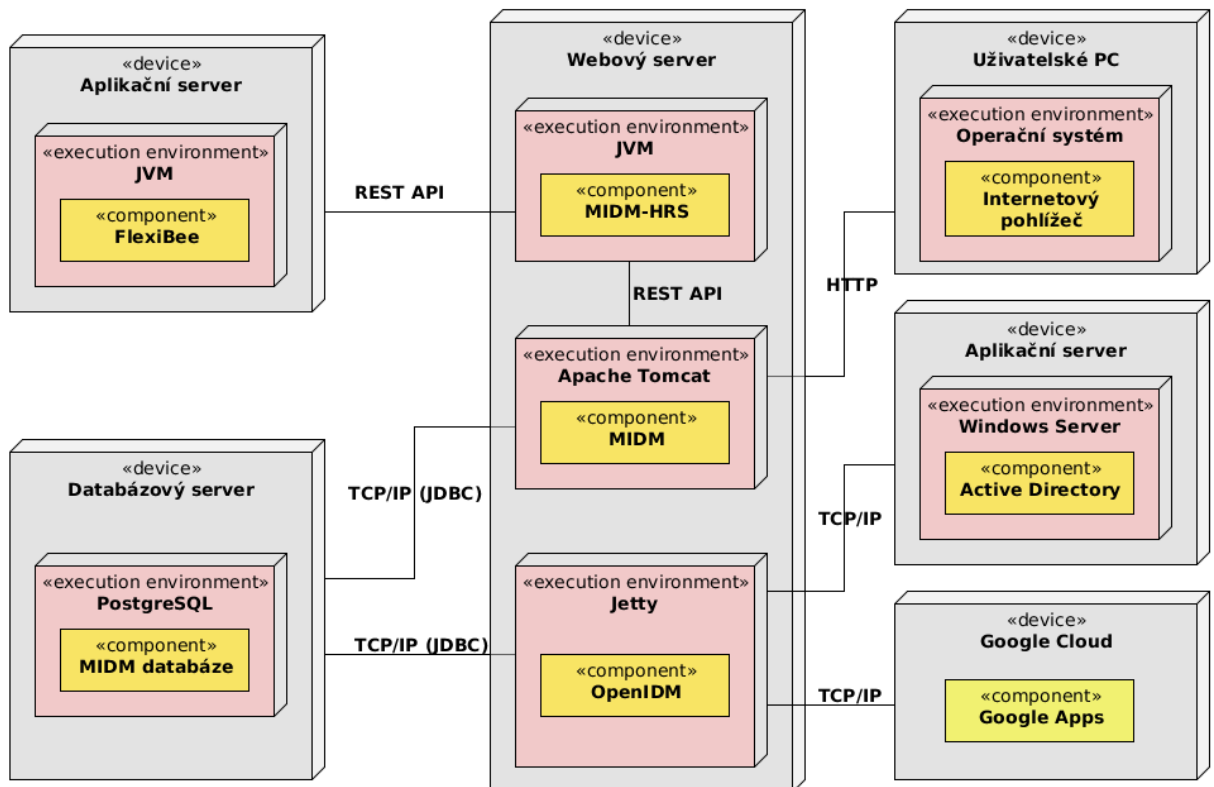 «device»
Aplikační server
«execution environment»
JVM
«component»
FlexiBee
REST API
«device»
Webový server
«execution environment»
JVM
«component»
MIDM-HRS
REST API
«execution environment»
Apache Tomcat
«component»
MIDM
«device»
Uživatelské PC
«execution environment»
Operační systém
«component»
Internetový
pohlížeč
HTTP
«device»
Aplikační server
«execution environment»
Windows Server
«component»
Active Directory
TCP/IP
«device»
Databázový server
«execution environment»
PostgreSQL
«component»
MIDM databáze
TCP/IP (JDBC)
TCP/IP (JDBC)
«execution environment»
Jetty
«component»
OpenIDM
TCP/IP
«device»
Google Cloud
«component»
Google Apps